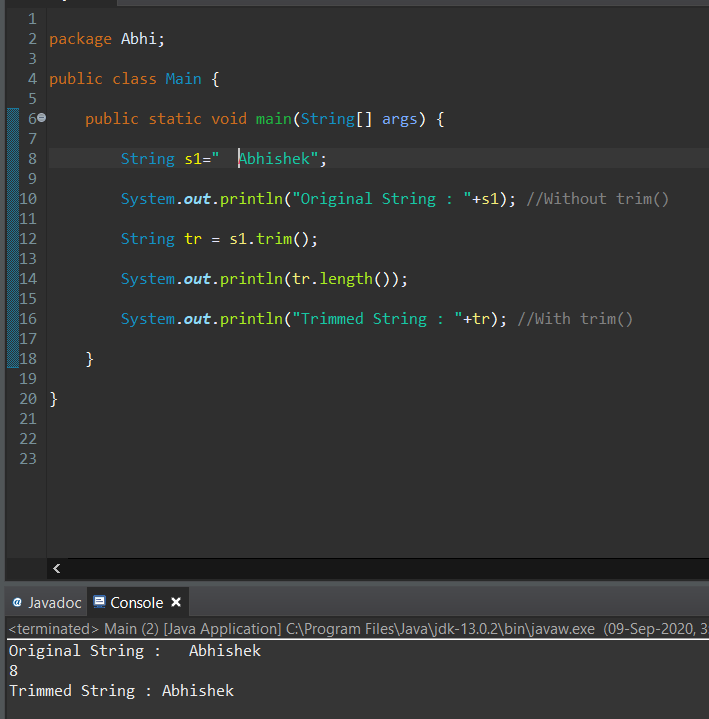 1
2 package Abhi;
3
4 public class Main {
5
6 public static void main(String[] args) {
7
8 String s1="  Abhishek";
9
10 System.out.println("Original String : "+s1); //Without trim()
11
12 String tr = s1.trim();
13
14 System.out.println(tr.length());
15
16 System.out.println("Trimmed String : "+tr); //With trim()
17
18 }
19
20 }
21
22
23
@ Javadoc Console
<terminated> Main (2) [Java Application] C:\Program Files\Java\jdk-13.0.2\bin\javaw.exe (09-Sep-2020, 3
Original String :   Abhishek
8
Trimmed String : Abhishek